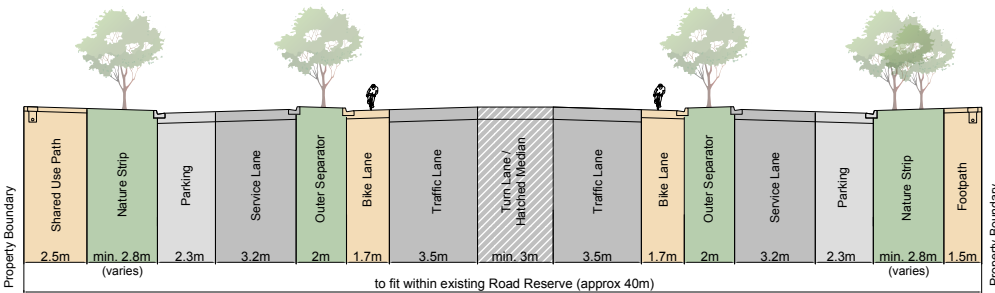 Property Boundary
Shared Use Path
2.5m
Nature Strip
min. 2.8m
(varies)
Parking
2.3m
Service Lane
3.2m
Outer Separator
2m
Bike Lane
1.7m
Traffic Lane
3.5m
Turn Lane /
Hatched Median
min. 3m
Traffic Lane
3.5m
Bike Lane
1.7m
Outer Separator
2m
Service Lane
3.2m
Parking
2.3m
Nature Strip
min. 2.8m
(varies)
Footpath
1.5m
Property Boundary
to fit within existing Road Reserve (approx 40m)